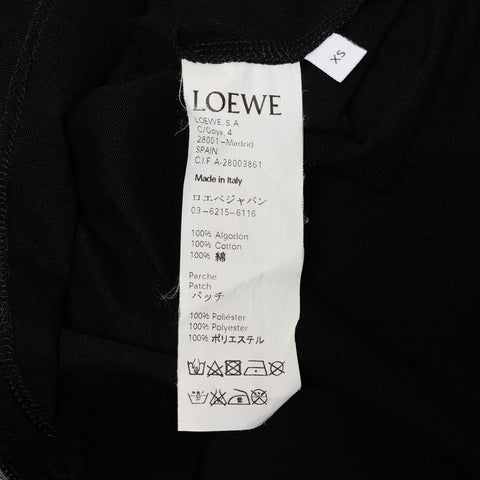 XS
LOEWE
LOEWE, S.A.
C/Goya, 4
28001-Madrid
SPAIN
C.I.F. A-28003861
Made in Italy
ロエベジャパン
03-6215-6116
100% Algodón
100% Cotton
100% 綿
Parche
Patch
パッチ
100% Poliéster
100% Polyester
100% ポリエステル